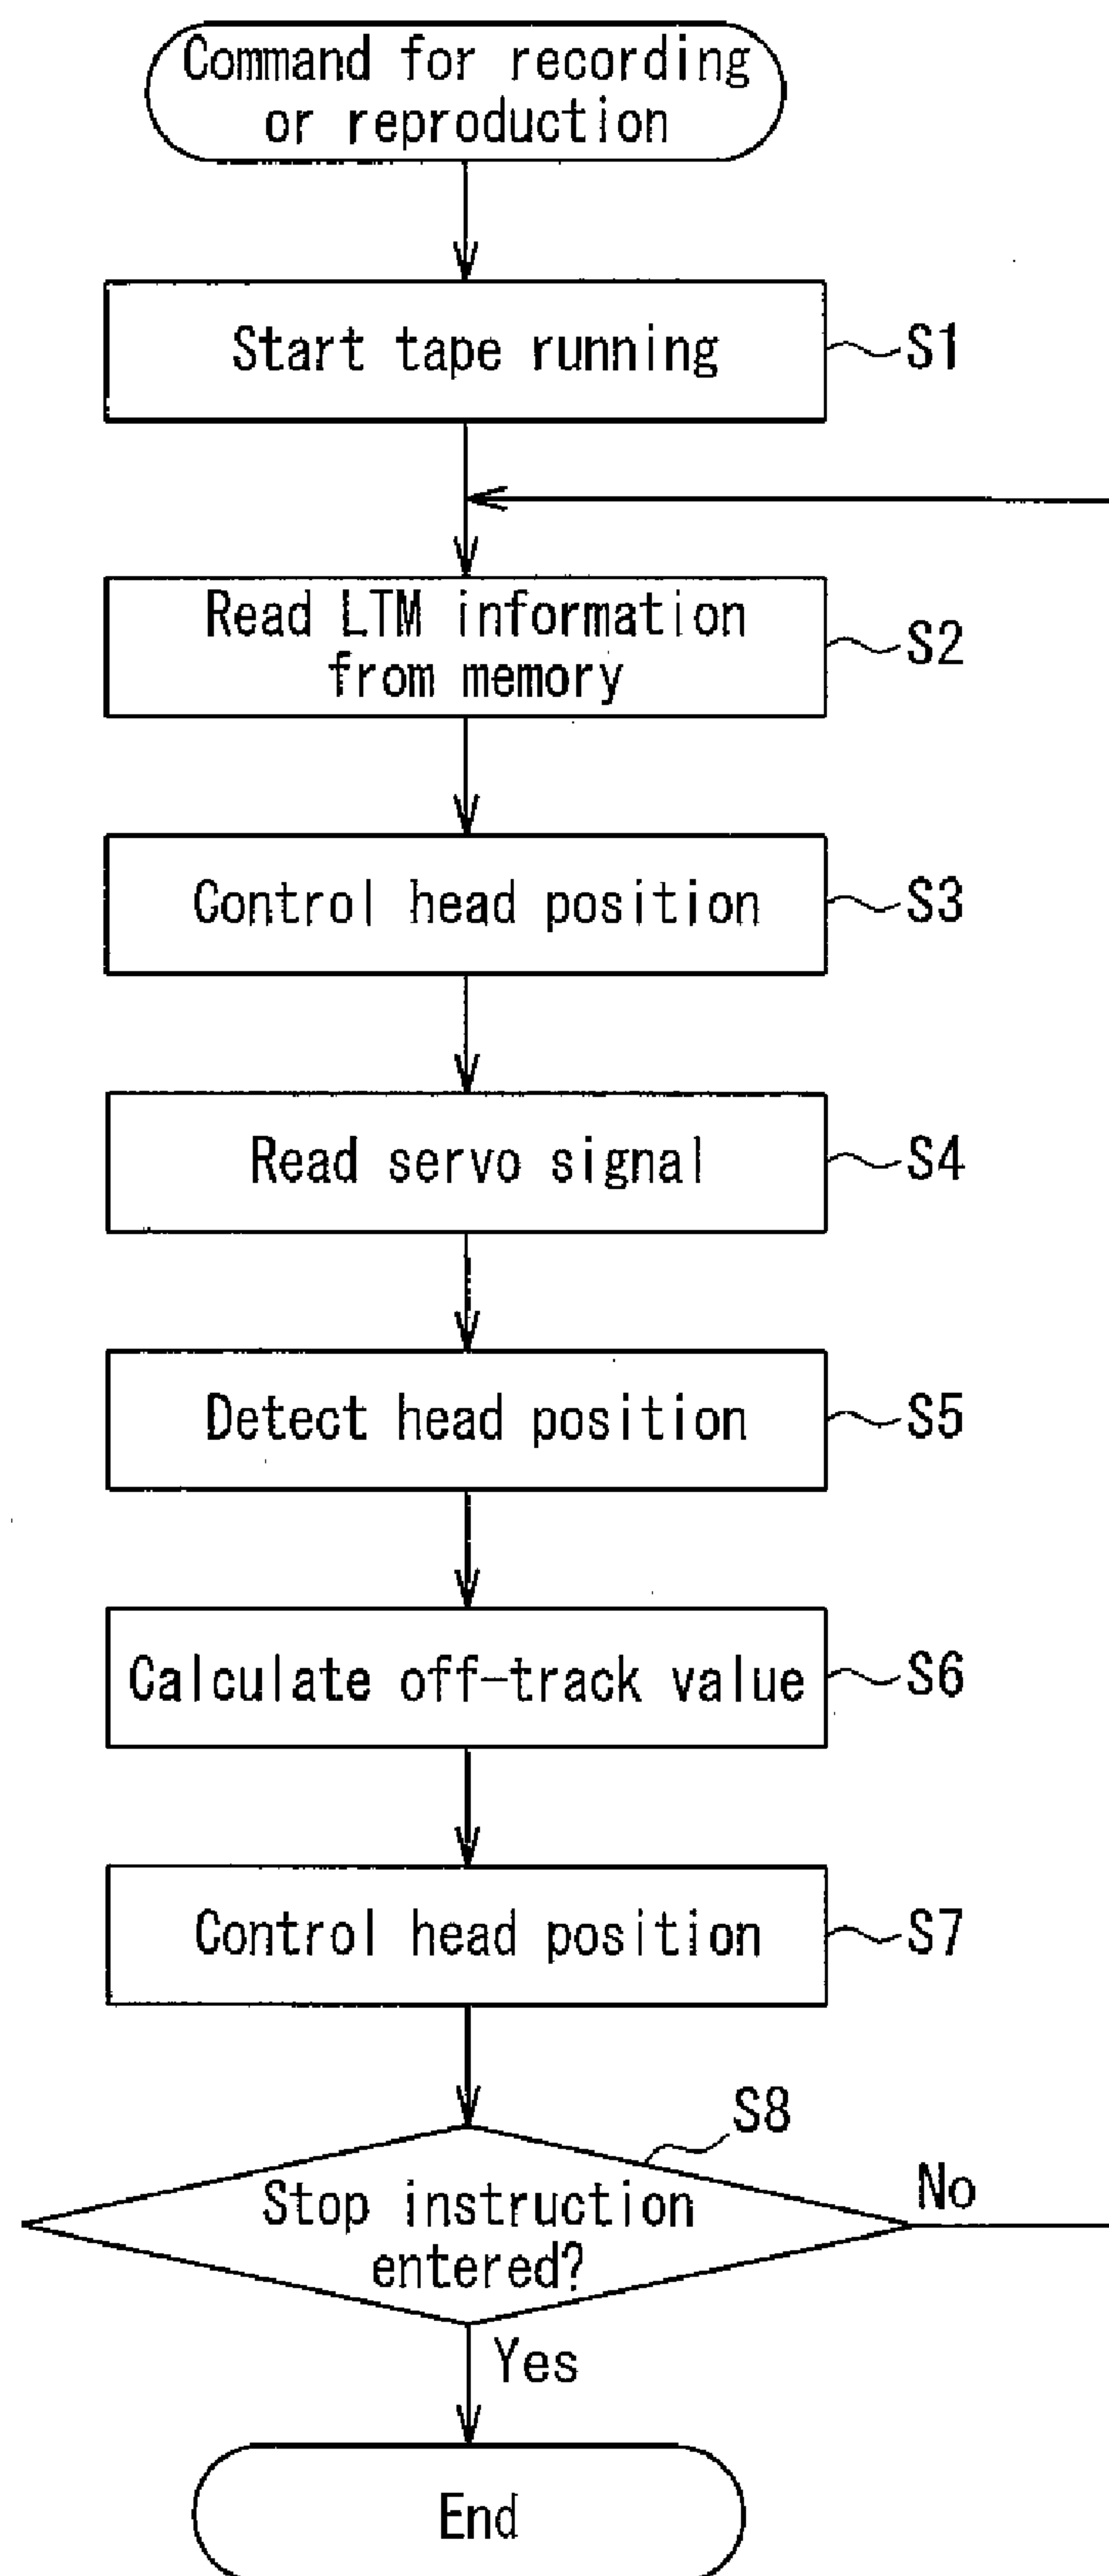 Command for recording
or reproduction
Start tape running
S1
Read LTM information
from memory
S2
Control head position
S3
Read servo signal
S4
Detect head position
S5
Calculate off-track value
S6
Control head position
S7
S8
Stop instruction
entered?
No
Yes
End